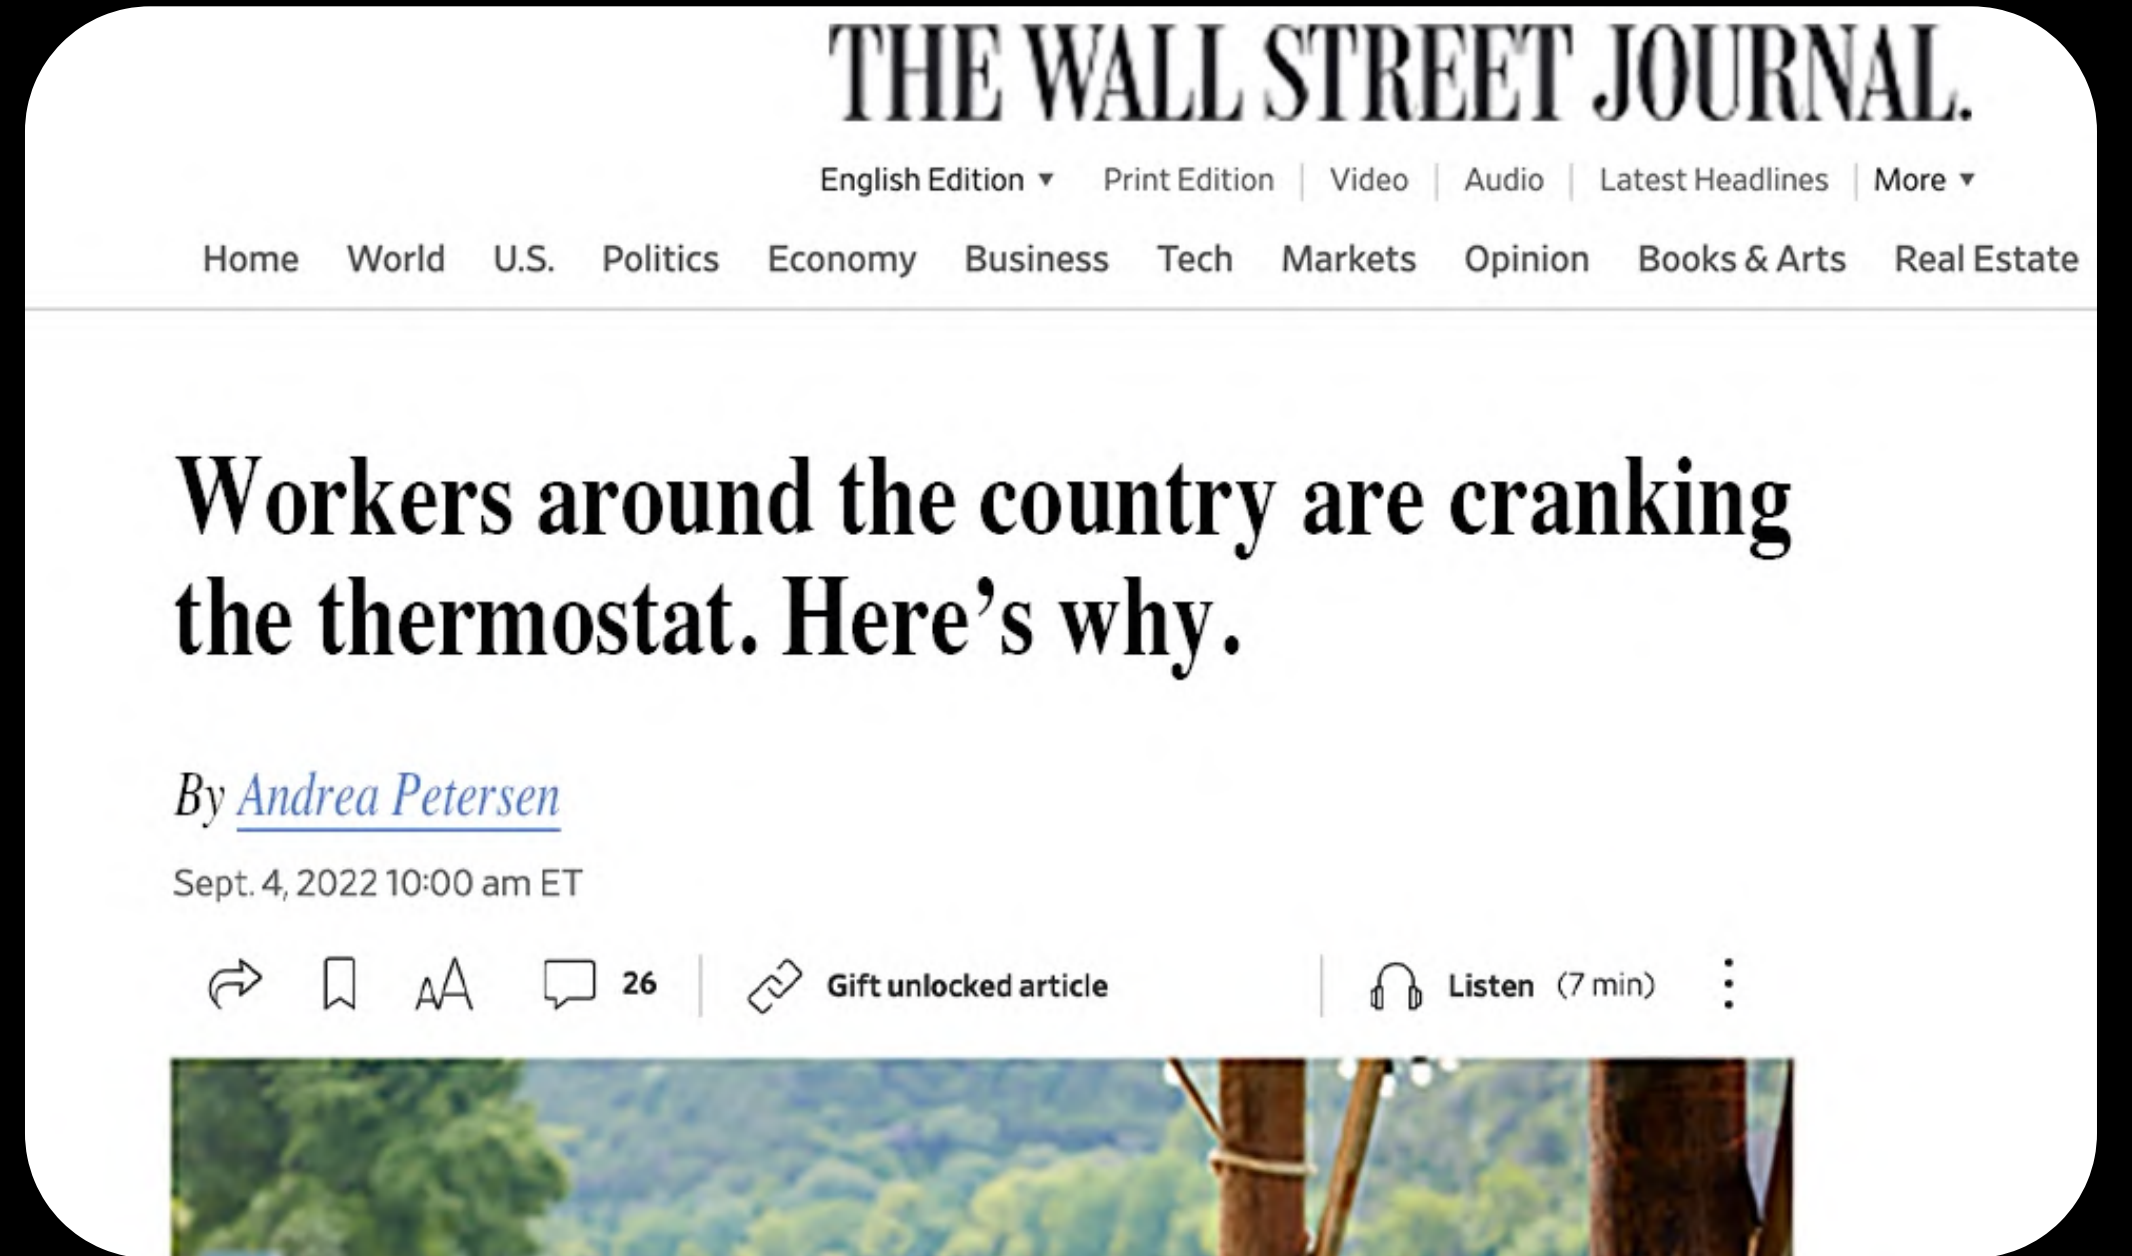 THE WALL STREET JOURNAL.
English Edition ▼ Print Edition | Video | Audio | Latest Headlines | More ▼
Home World U.S. Politics Economy Business Tech Markets Opinion Books & Arts Real Estate
Workers around the country are cranking
the thermostat. Here’s why.
By Andrea Petersen
Sept. 4, 2022 10:00 am ET
AA 26 | Gift unlocked article | Listen (7 min)